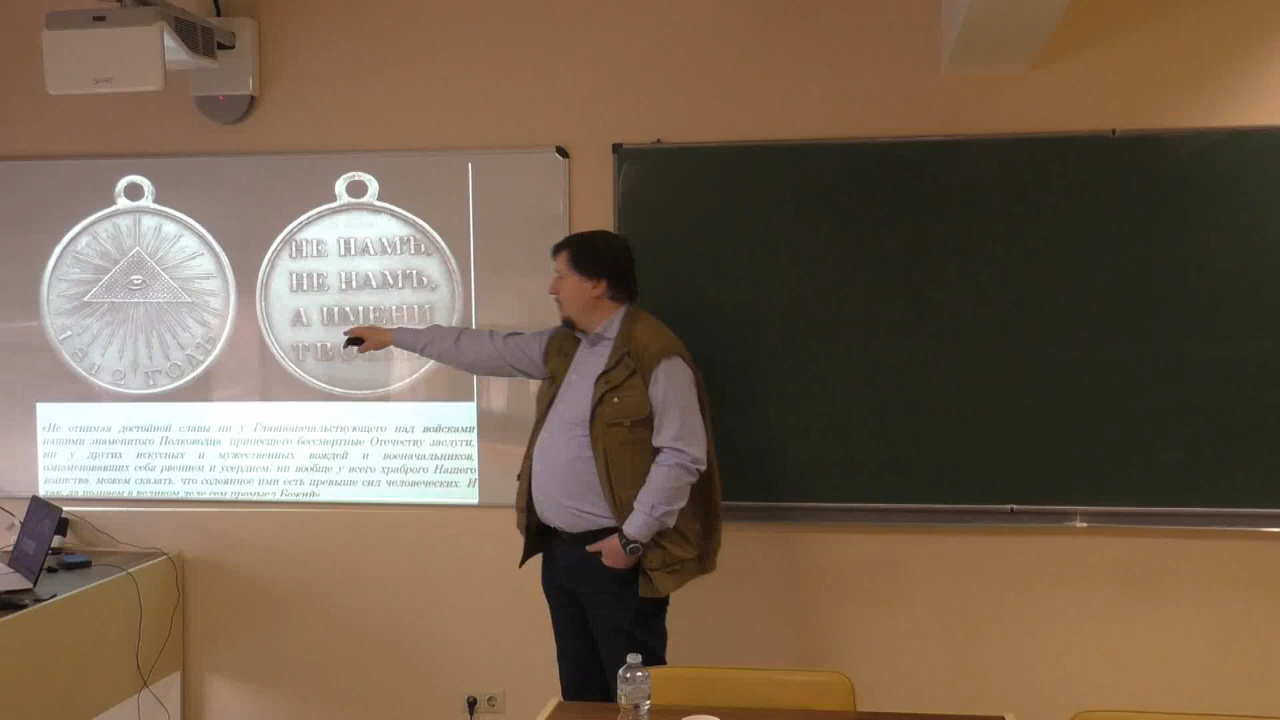 1812 ГОДЪ
НЕ НАМЪ,
НЕ НАМЪ,
А ИМЕНИ
«Не отнимая достойной славы ни у Главноначальствующего над войсками
нашими знаменитого Полководца, принесшего бессмертные Отечеству заслуги,
ни у других искусных и мужественных вождей и военачальников,
ознаменовавших себя рвением и усердием; ни вообще у всего храброго Нашего
воинства, можем сказать, что содеянное ими есть превыше сил человеческих. И
так, да познаем в великом деле сем промысл Божий»